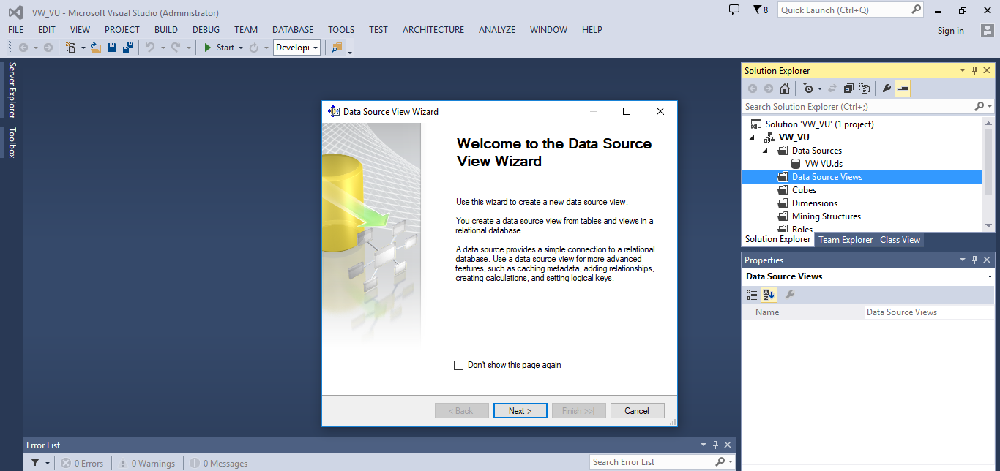 VW_VU - Microsoft Visual Studio (Administrator)
8
Quick Launch (Ctrl+Q)
FILE EDIT VIEW PROJECT BUILD DEBUG TEAM DATABASE TOOLS TEST ARCHITECTURE ANALYZE WINDOW HELP
Sign in
Start
Develop
Server Explorer
Toolbox
Data Source View Wizard
Welcome to the Data Source
View Wizard
Use this wizard to create a new data source view.
You create a data source view from tables and views in a
relational database.
A data source provides a simple connection to a relational
database. Use a data source view for more advanced
features, such as caching metadata, adding relationships,
creating calculations, and setting logical keys.
Don't show this page again
< Back
Next >
Finish >>|
Cancel
Solution Explorer
Search Solution Explorer (Ctrl+;)
Solution 'VW_VU' (1 project)
VW_VU
Data Sources
VW VU.ds
Data Source Views
Cubes
Dimensions
Mining Structures
Roles
Solution Explorer Team Explorer Class View
Properties
Data Source Views
Name Data Source Views
Error List
0 Errors 0 Warnings 0 Messages
Search Error List